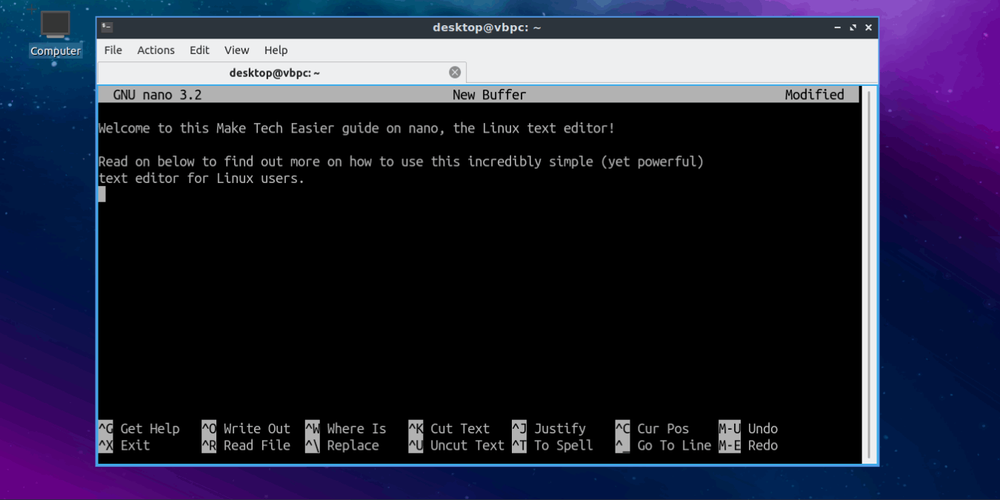 Computer
desktop@vbpc: ~
File Actions Edit View Help
desktop@vbpc: ~
GNU nano 3.2 New Buffer Modified
Welcome to this Make Tech Easier guide on nano, the Linux text editor!
Read on below to find out more on how to use this incredibly simple (yet powerful)
text editor for Linux users.
^G Get Help ^O Write Out ^W Where Is ^K Cut Text ^J Justify ^C Cur Pos M-U Undo
^X Exit ^R Read File ^\ Replace ^U Uncut Text ^T To Spell ^_ Go To Line M-E Redo